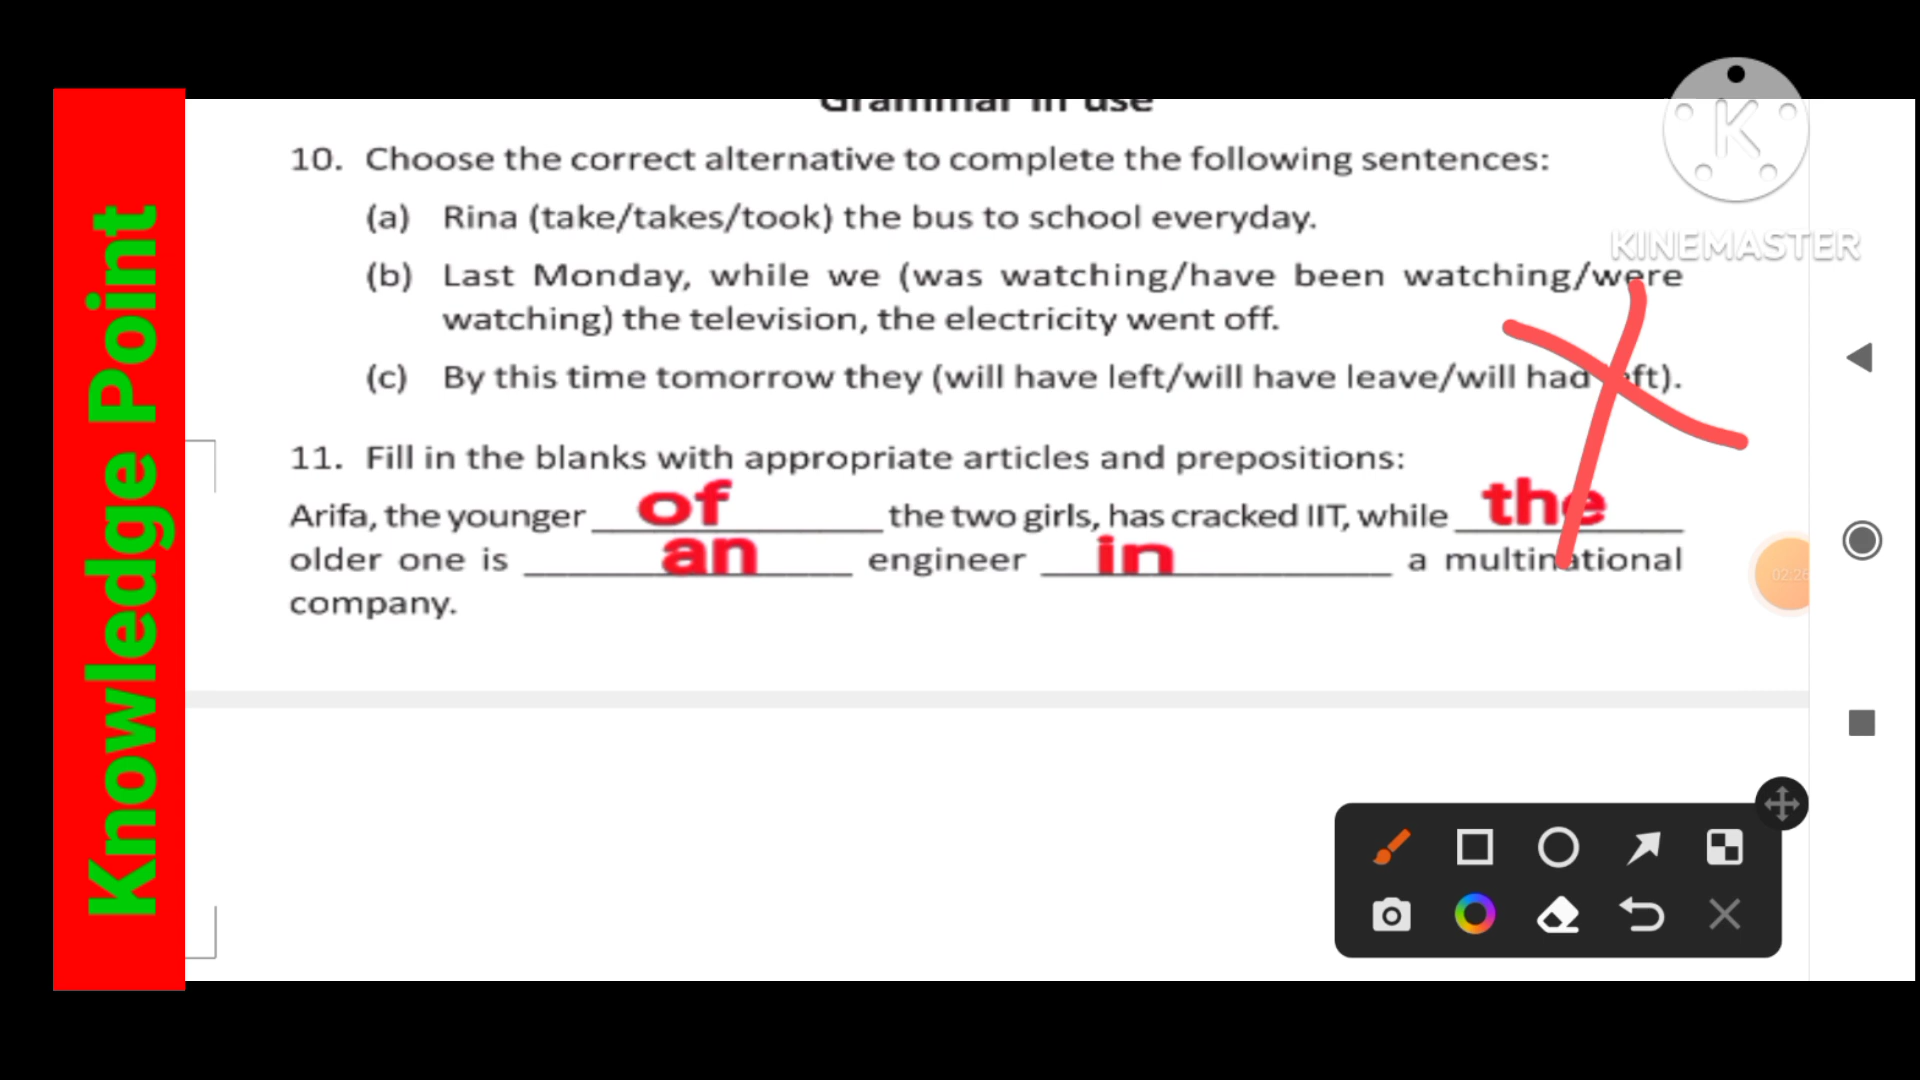 Grammar in use
10. Choose the correct alternative to complete the following sentences:
(a) Rina (take/takes/took) the bus to school everyday.
(b) Last Monday, while we (was watching/have been watching/were
watching) the television, the electricity went off.
(c) By this time tomorrow they (will have left/will have leave/will had left).
11. Fill in the blanks with appropriate articles and prepositions:
Arifa, the younger of the two girls, has cracked IIT, while the
older one is an engineer in a multinational
company.
Knowledge Point
K
KINEMASTER
02:26